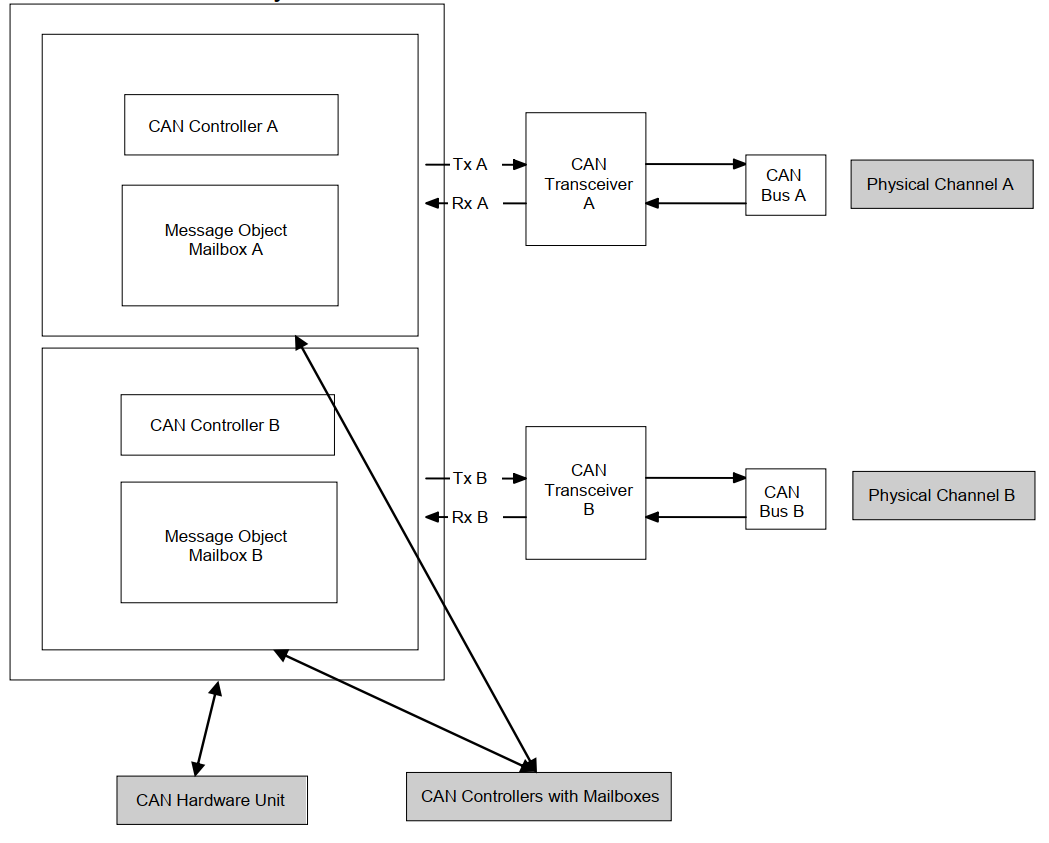 CAN Controller A
Message Object
Mailbox A
Tx A
Rx A
CAN
Transceiver
A
CAN
Bus A
Physical Channel A
CAN Controller B
Message Object
Mailbox B
Tx B
Rx B
CAN
Transceiver
B
CAN
Bus B
Physical Channel B
CAN Hardware Unit
CAN Controllers with Mailboxes